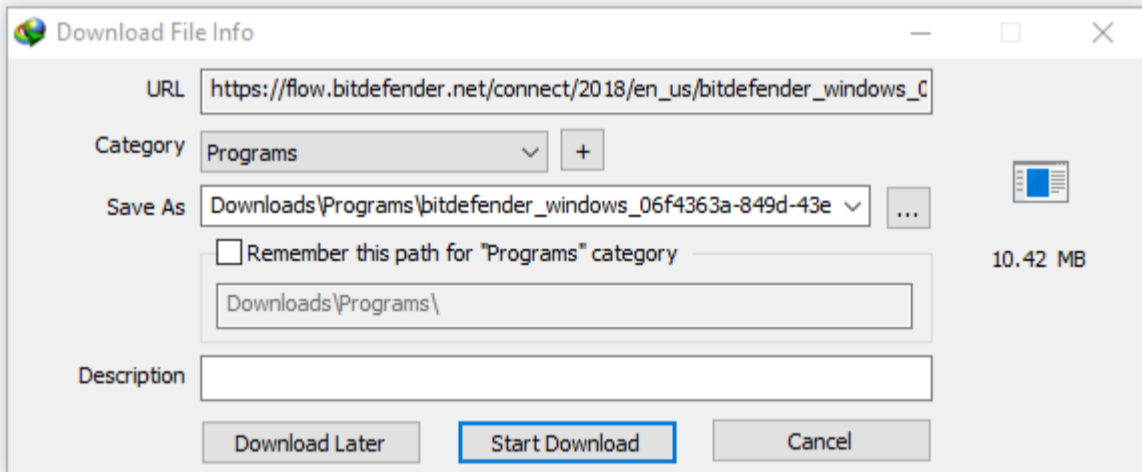 Download File Info
URL https://flow.bitdefender.net/connect/2018/en_us/bitdefender_windows_0
Category Programs +
Save As Downloads\Programs\bitdefender_windows_06f4363a-849d-43e ...
Remember this path for "Programs" category
10.42 MB
Downloads\Programs\
Description
Download Later Start Download Cancel